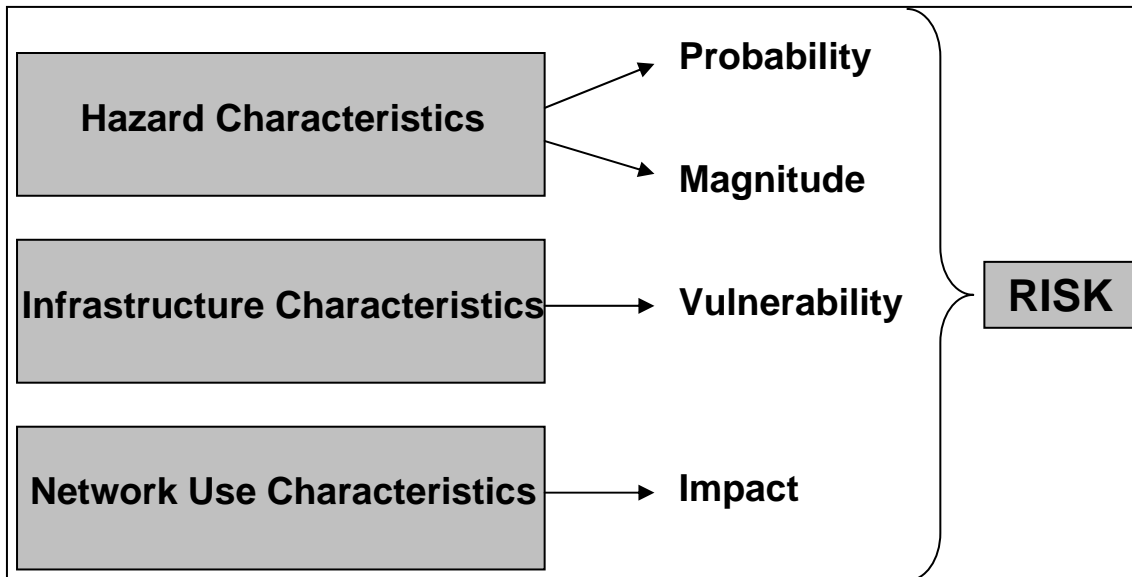 Hazard Characteristics
Probability
Magnitude
Infrastructure Characteristics
Vulnerability
Network Use Characteristics
Impact
RISK